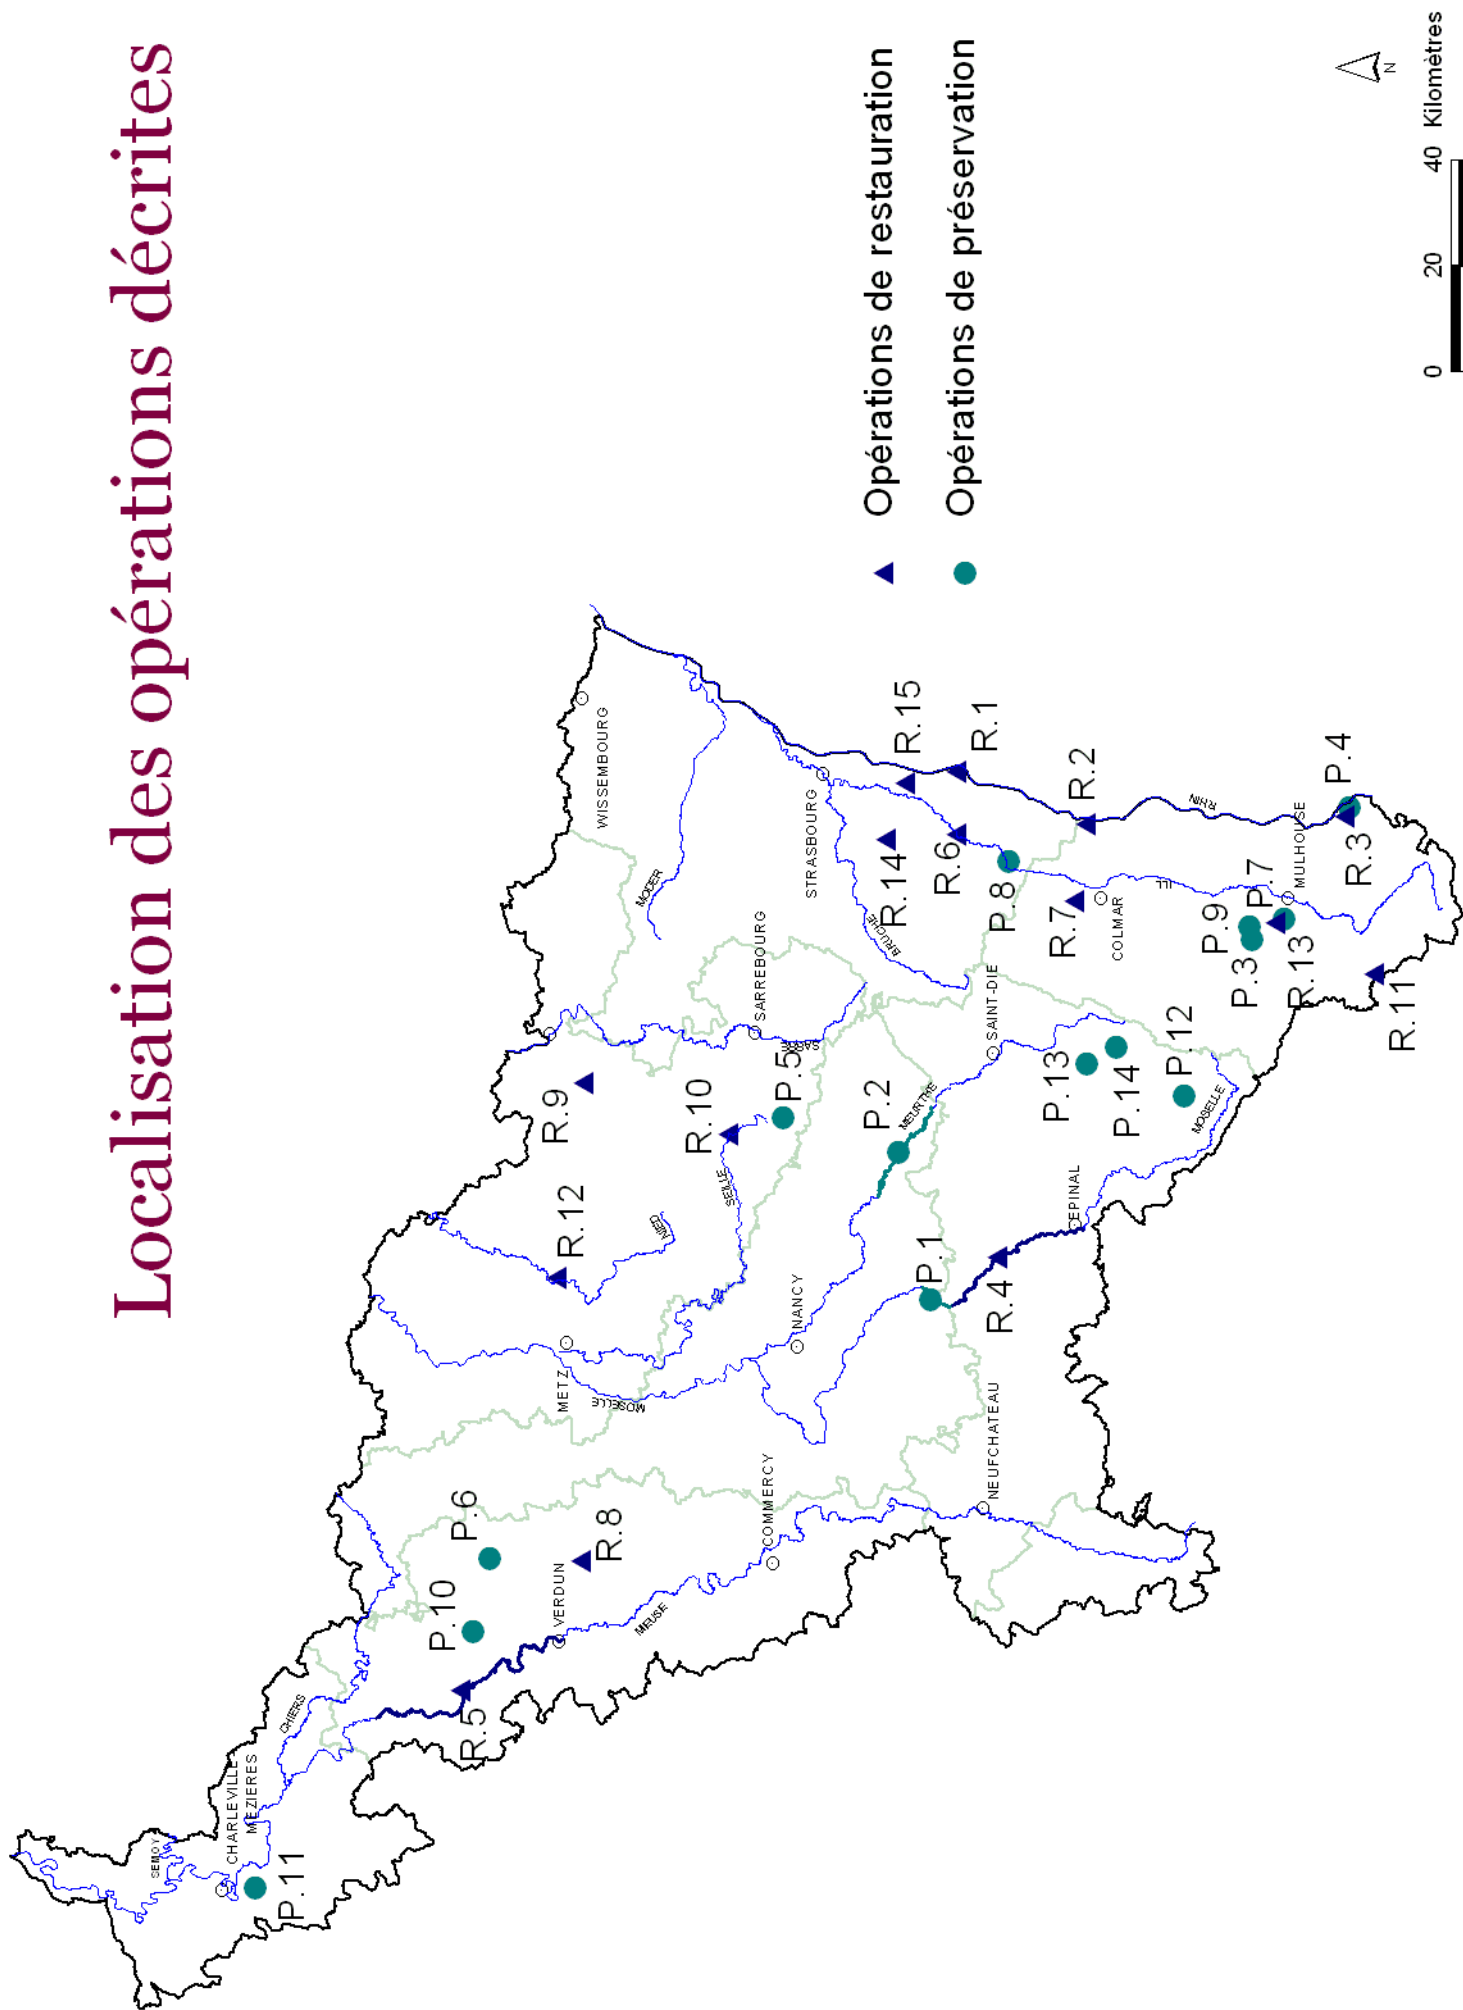 Localisation des opérations décrites
WISSEMBOURG
MODER
STRASBOURG
SARREBOURG
BRUCHE
SARRE
R.15
R.1
R.14
R.6
P.8
R.2
R.7
COLMAR
RHIN
ILL
P.9
P.7
MULHOUSE
P.4
R.3
P.3
R.13
R.11
R.9
R.10
P.5
SEILLE
R.12
NIED
P.2
MEURTHE
SAINT-DIE
P.13
P.14
P.12
MOSELLE
EPINAL
P.1
R.4
METZ
MOSELLE
NANCY
NEUFCHATEAU
COMMERCY
P.6
R.8
P.10
VERDUN
MEUSE
R.5
CHIERS
CHARLEVILLE
MEZIERES
SEMOY
P.11
Opérations de restauration
Opérations de préservation
N
0 20 40 Kilomètres